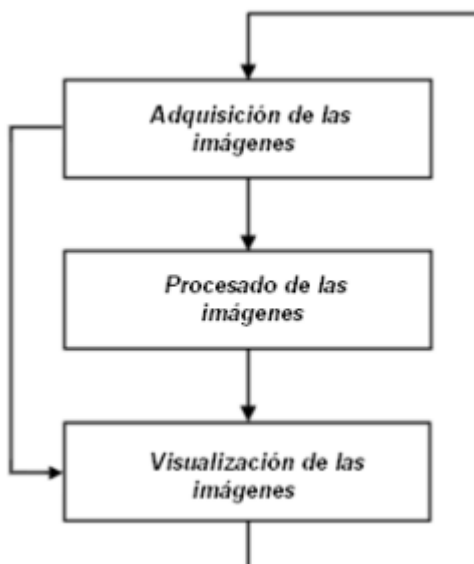 Adquisición de las
imágenes
Procesado de las
imágenes
Visualización de las
imágenes